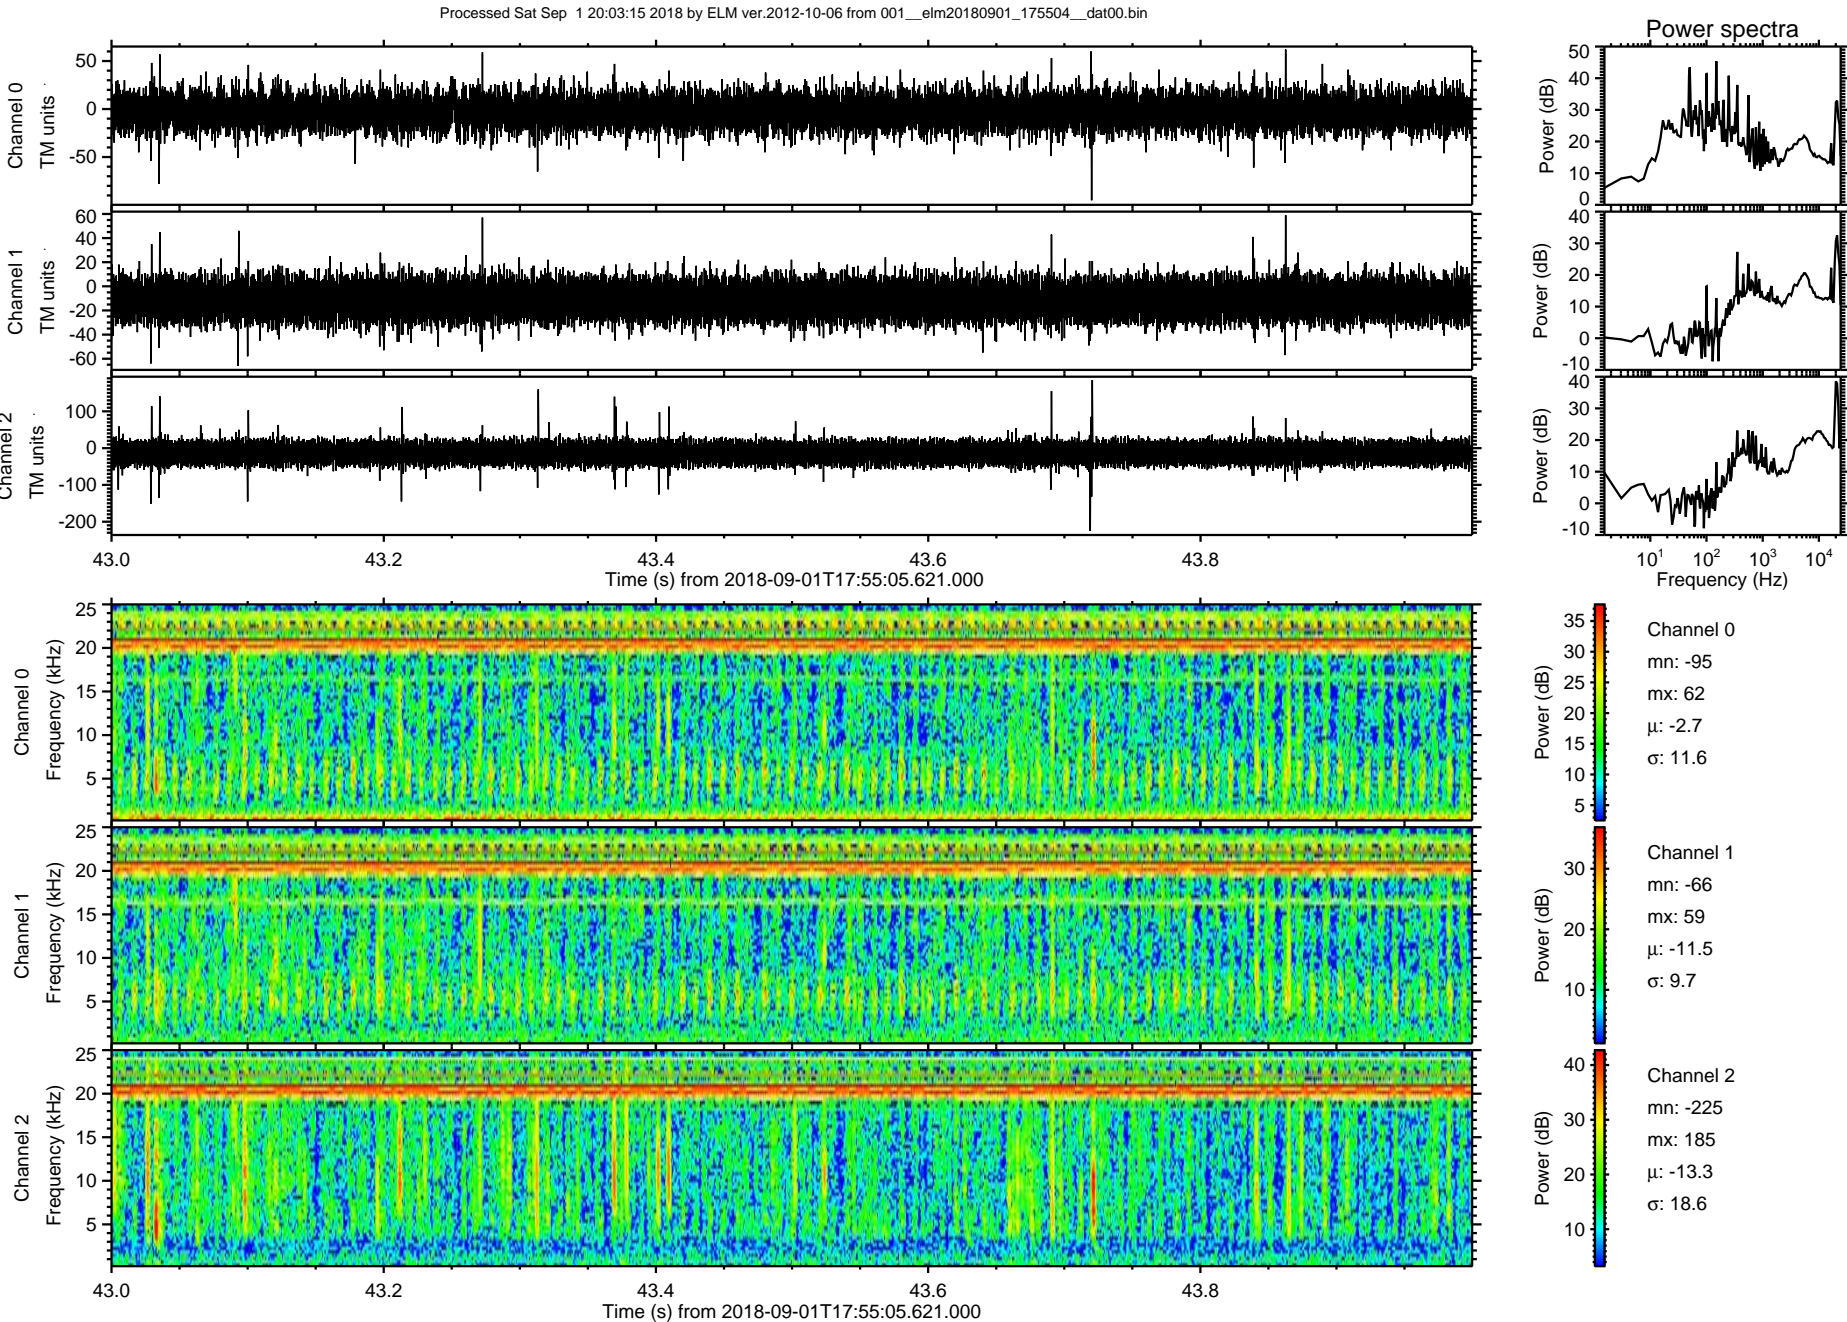 Processed Sat Sep 1 20:03:15 2018 by ELM ver.2012-10-06 from 001__elm20180901_175504__dat00.bin
Power spectra
Channel 0
TM units
50
0
-50
Power (dB)
50
40
30
20
10
0
Channel 1
TM units
60
40
20
0
-20
-40
-60
Power (dB)
40
30
20
10
0
-10
Channel 2
TM units
100
0
-100
-200
Power (dB)
40
30
20
10
0
-10
43.0 43.2 43.4 43.6 43.8
Time (s) from 2018-09-01T17:55:05.621.000
10^1 10^2 10^3 10^4
Frequency (Hz)
Channel 0
Frequency (kHz)
25
20
15
10
5
Power (dB)
35
30
25
20
15
10
5
Channel 0
mn: -95
mx: 62
μ: -2.7
σ: 11.6
Channel 1
Frequency (kHz)
25
20
15
10
5
Power (dB)
30
20
10
Channel 1
mn: -66
mx: 59
μ: -11.5
σ: 9.7
Channel 2
Frequency (kHz)
25
20
15
10
5
Power (dB)
40
30
20
10
Channel 2
mn: -225
mx: 185
μ: -13.3
σ: 18.6
43.0 43.2 43.4 43.6 43.8
Time (s) from 2018-09-01T17:55:05.621.000